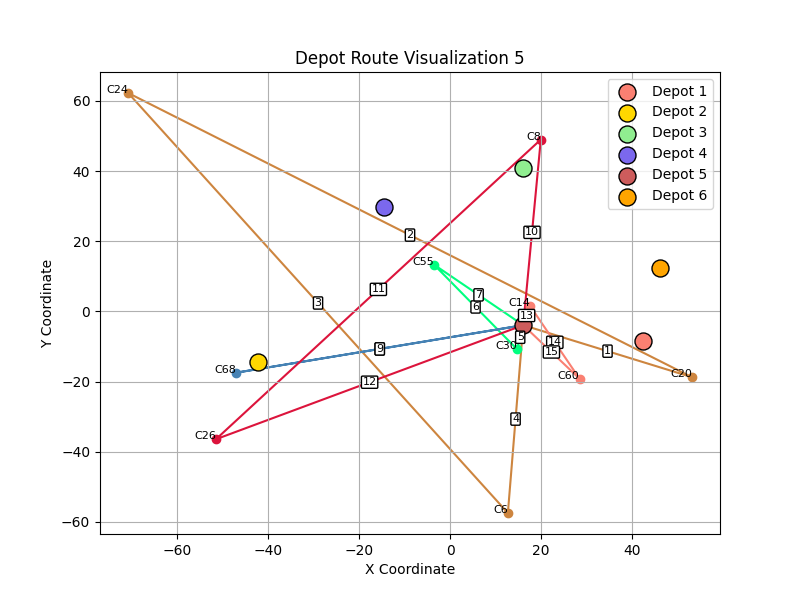 Depot Route Visualization 5
Depot 1
Depot 2
Depot 3
Depot 4
Depot 5
Depot 6
C24
C8
C55
C14
C30
C68
C60
C20
C26
C6
1
2
3
4
5
6
7
9
10
11
12
13
14
15
60
40
20
0
−20
−40
−60
−60
−40
−20
0
20
40
X Coordinate
Y Coordinate